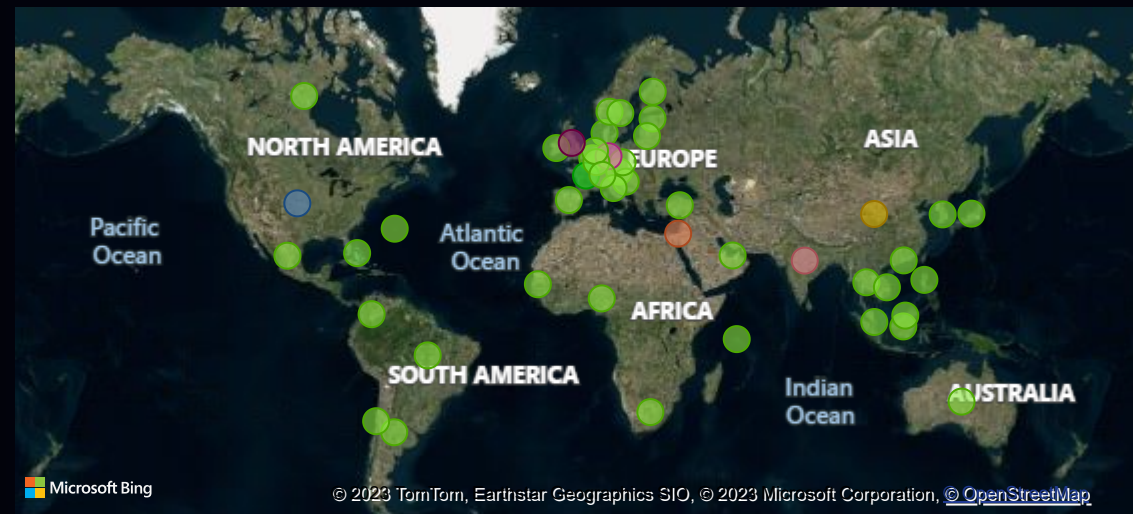 NORTH AMERICA
EUROPE
ASIA
Pacific
Ocean
Atlantic
Ocean
AFRICA
SOUTH AMERICA
Indian
Ocean
AUSTRALIA
Microsoft Bing
© 2023 TomTom, Earthstar Geographics SIO, © 2023 Microsoft Corporation, © OpenStreetMap